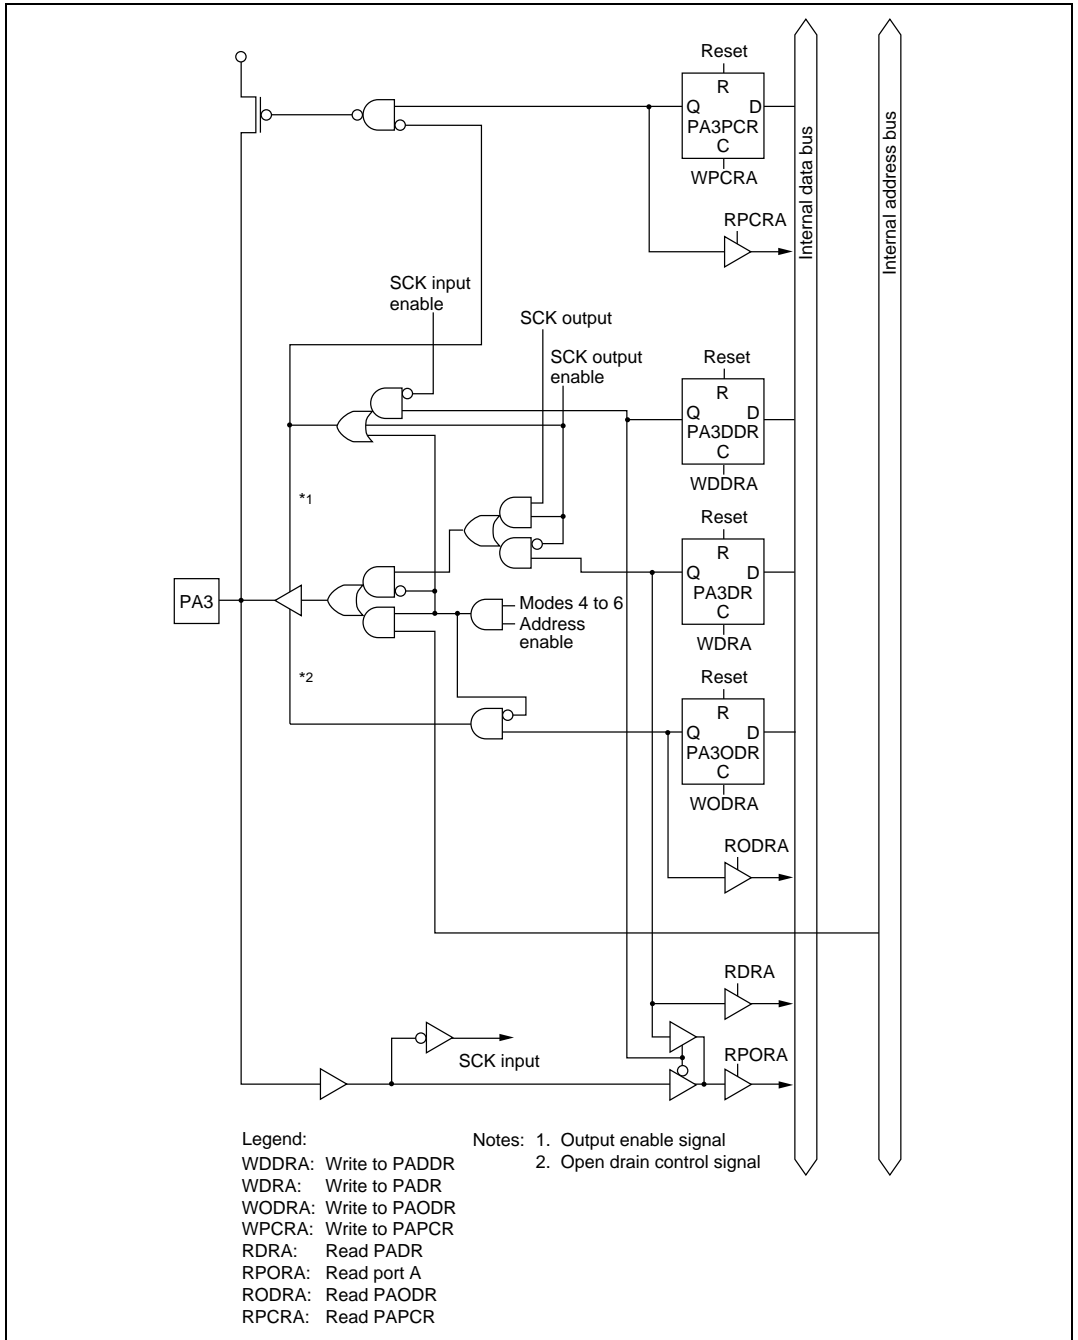 Reset
R
Q D
PA3PCR
C
WPCRA
RPCRA
Internal data bus
Internal address bus
SCK input
enable
SCK output
SCK output
enable
Reset
R
Q D
PA3DDR
C
WDDRA
*1
Reset
R
Q D
PA3DR
C
WDRA
PA3
Modes 4 to 6
Address
enable
*2
Reset
R
Q D
PA3ODR
C
WODRA
RODRA
RDRA
SCK input
RPORA
Legend:
WDDRA: Write to PADDR
WDRA: Write to PADR
WODRA: Write to PAODR
WPCRA: Write to PAPCR
RDRA: Read PADR
RPORA: Read port A
RODRA: Read PAODR
RPCRA: Read PAPCR
Notes: 1. Output enable signal
2. Open drain control signal